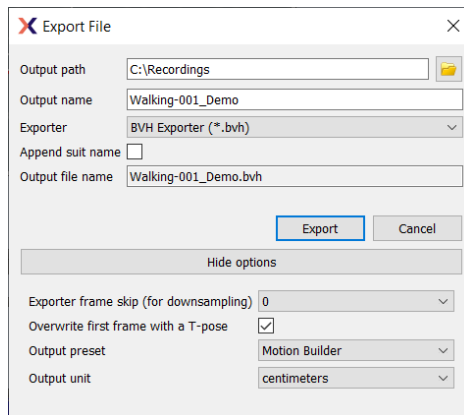 Export File
Output path C:\Recordings
Output name Walking-001_Demo
Exporter BVH Exporter (*.bvh)
Append suit name
Output file name Walking-001_Demo.bvh
Export Cancel
Hide options
Exporter frame skip (for downsampling) 0
Overwrite first frame with a T-pose
Output preset Motion Builder
Output unit centimeters